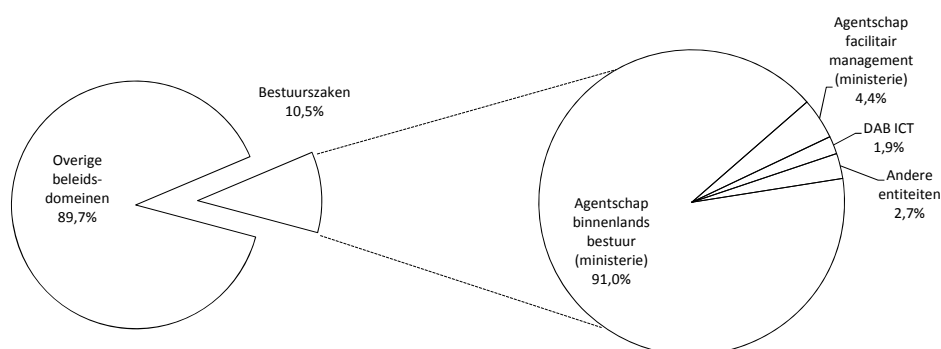 Overige
beleids-
domeinen
89,7%
Bestuurszaken
10,5%
Agentschap
binnenlands
bestuur
(ministerie)
91,0%
Agentschap
facilitair
management
(ministerie)
4,4%
DAB ICT
1,9%
Andere
entiteiten
2,7%